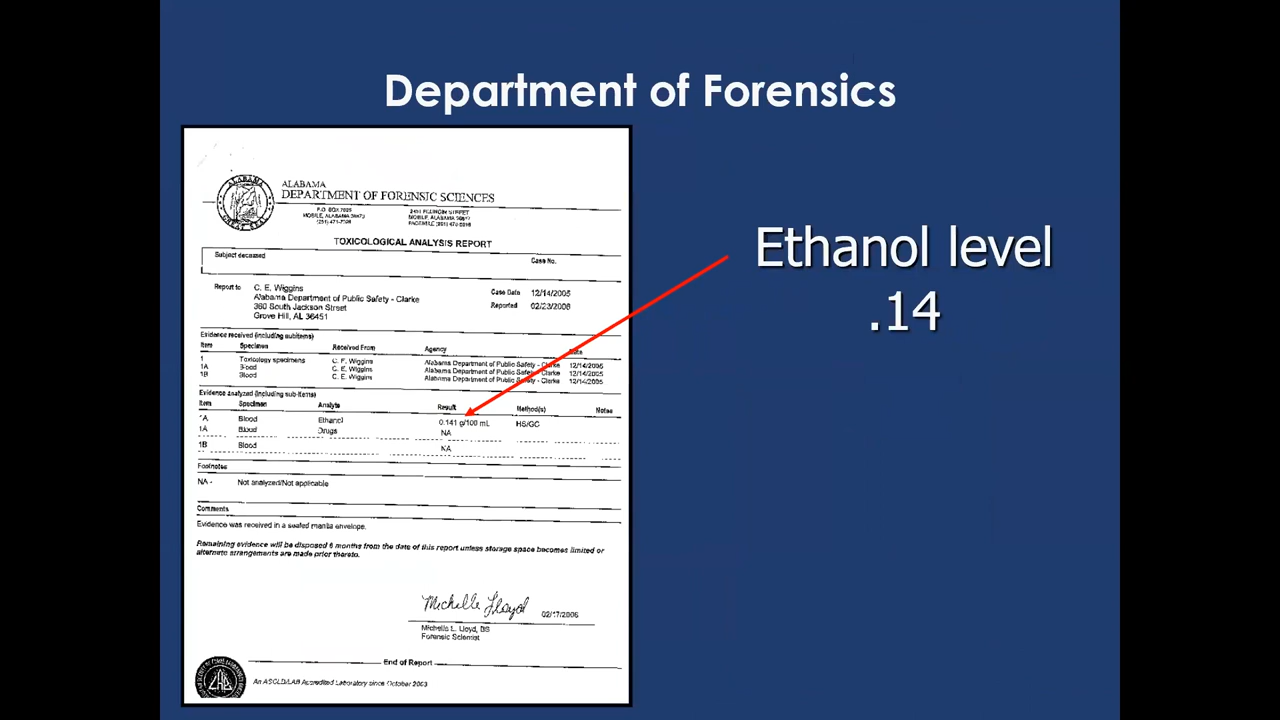 Department of Forensics
ALABAMA
DEPARTMENT OF FORENSIC SCIENCES
P.O. BOX 7925
MOBILE, ALABAMA 36670
TOXICOLOGICAL ANALYSIS REPORT
Subject deceased
Case No.
Report to C. E. Wiggins
Alabama Department of Public Safety - Clarke
380 South Jackson Street
Grove Hill, AL 36451
Case Date 12/14/2005
Reported 02/23/2006
Evidence received (including subitems)
Item Specimen Received From Agency Date
1 Toxicology specimens C. E. Wiggins Alabama Department of Public Safety - Clarke 12/14/2005
1A Blood C. E. Wiggins Alabama Department of Public Safety - Clarke 12/14/2005
1B Blood C. E. Wiggins Alabama Department of Public Safety - Clarke 12/14/2005
Evidence analyzed (including sub-items)
Item Specimen Analyte Result Method(s) Notes
1A Blood Ethanol 0.141 g/100 mL HS/GC
1A Blood Drugs NA
1B Blood NA
Footnotes
NA - Not analyzed/Not applicable
Comments
Evidence was received in a sealed manila envelope.
Remaining evidence will be disposed 6 months from the date of this report unless storage space becomes limited or
alternate arrangements are made prior thereto.
Michelle Lloyd 02/17/2006
Michelle L. Lloyd, BS
Forensic Scientist
End of Report
An ASCLD/LAB Accredited Laboratory since October 2003
Ethanol level
.14